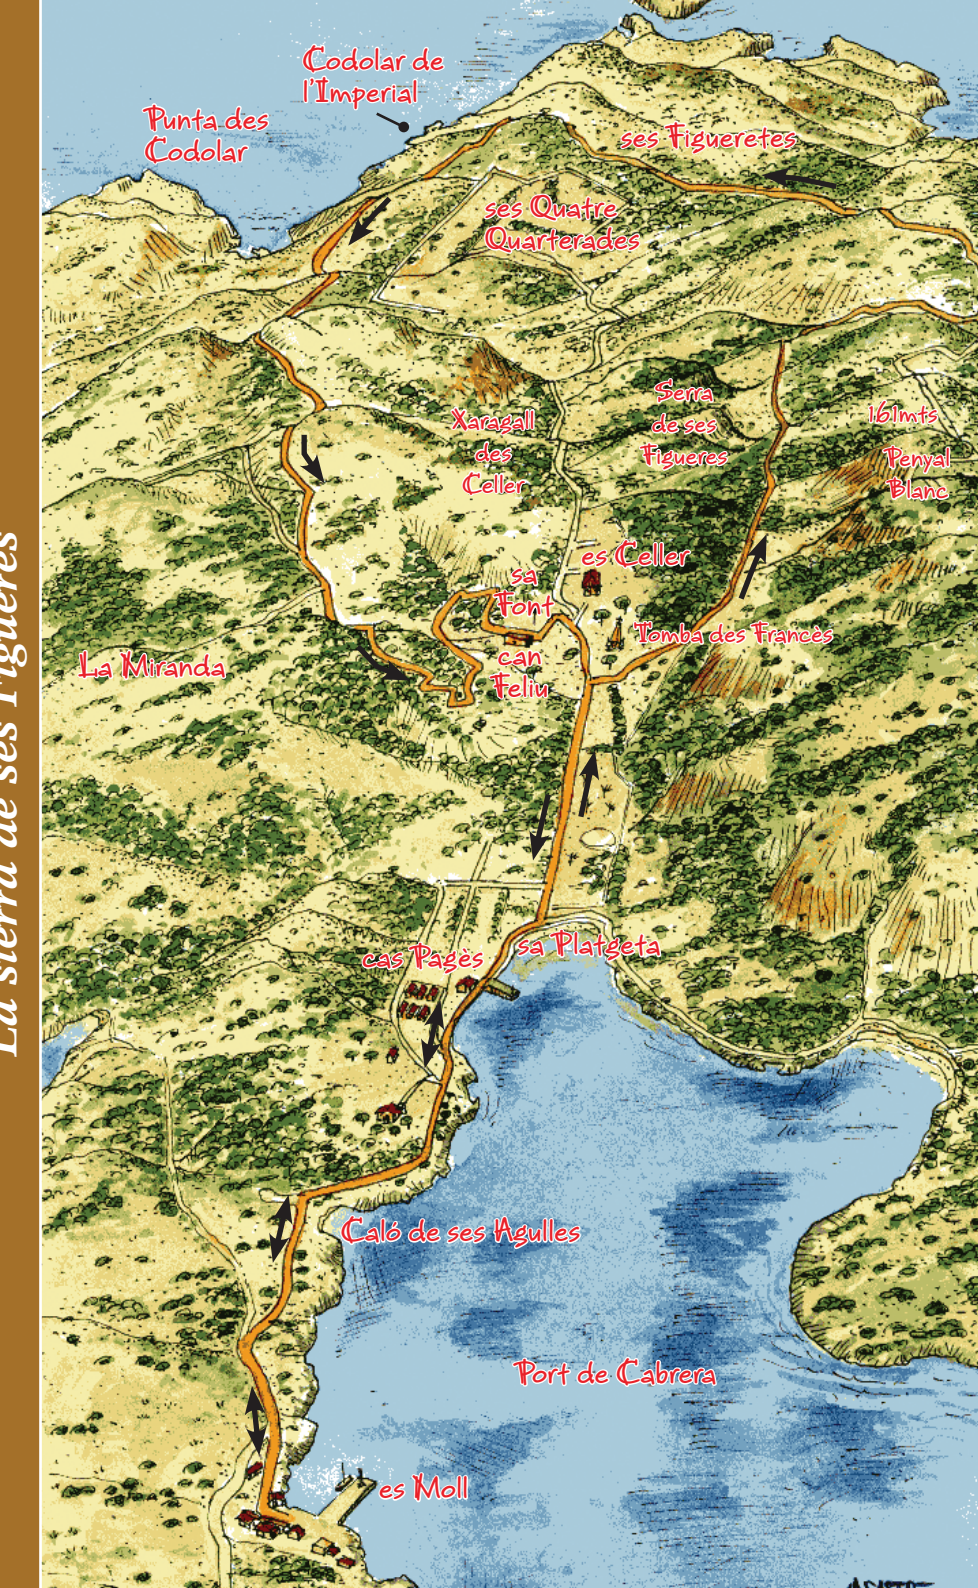 La sierra de ses Figueres
Codolar de
l'Imperial
Punta des
Codolar
ses Figueretes
ses Quatre
Quarterades
Serra
de ses
Figueres
161mts
Penyal
Blanc
Xaragall
des
Celler
es Celler
sa
Font
Tomba des Francès
can
Feliu
La Miranda
cas Pagès
sa Platgeta
Caló de ses Agulles
Port de Cabrera
es Moll